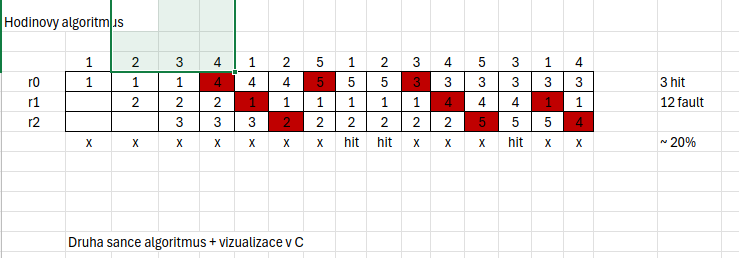 Hodinovy algoritmus
1 2 3 4 1 2 5 1 2 3 4 5 3 1 4
r0 1 1 1 4 4 4 5 5 5 3 3 3 3 3 3 3 hit
r1 2 2 2 1 1 1 1 1 1 4 4 4 1 1 12 fault
r2 3 3 3 2 2 2 2 2 2 5 5 5 4
x x x x x x x hit hit x x x hit x x ~ 20%
Druha sance algoritmus + vizualizace v C